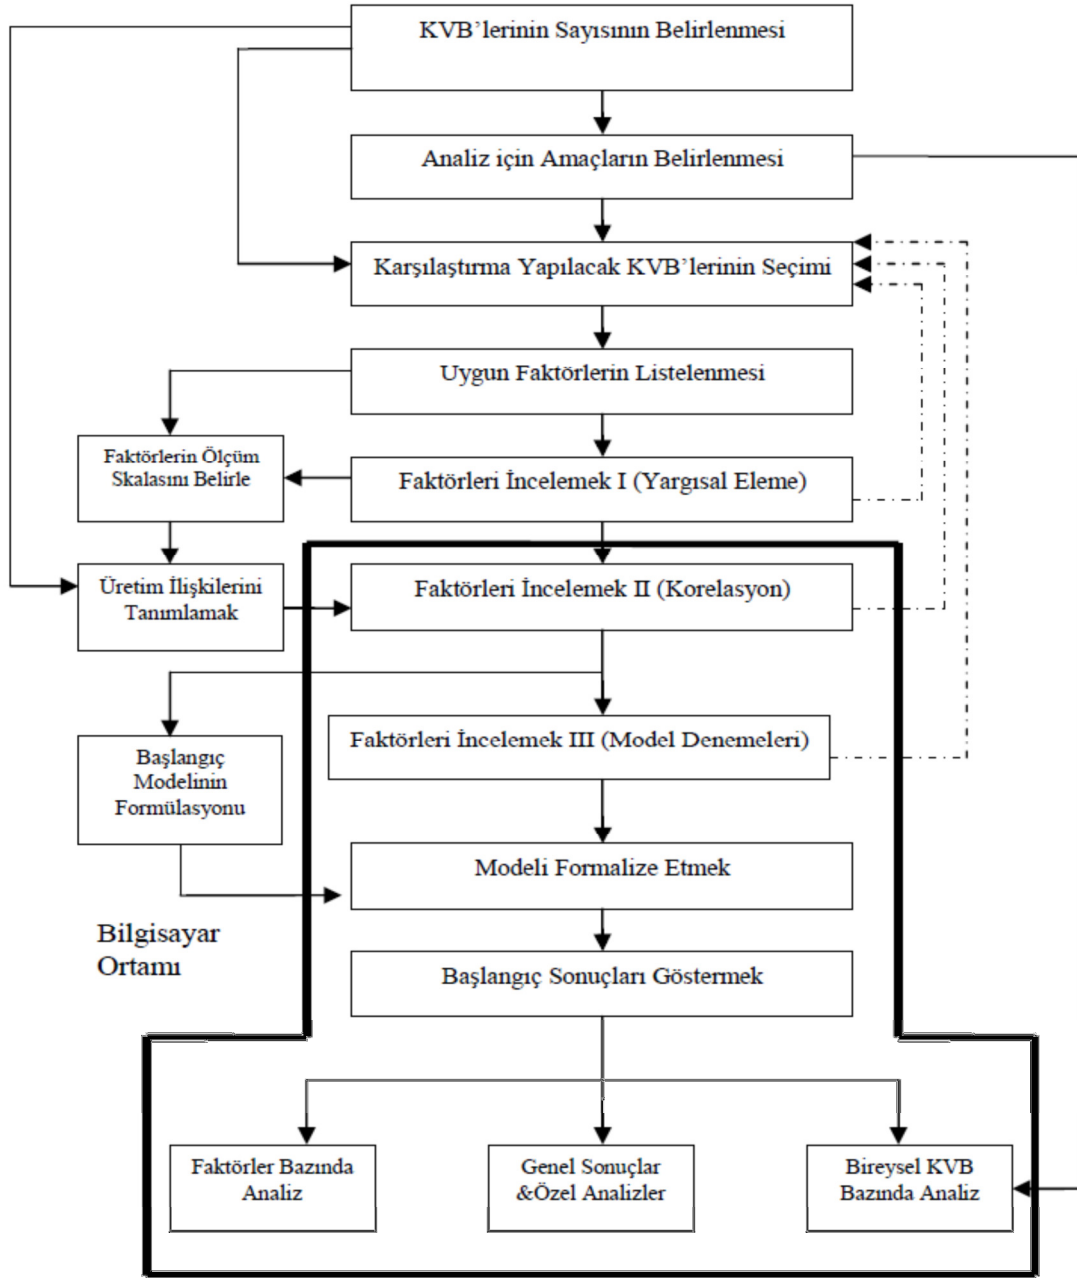 KVB'lerinin Sayısının Belirlenmesi
Analiz için Amaçların Belirlenmesi
Karşılaştırma Yapılacak KVB'lerinin Seçimi
Uygun Faktörlerin Listelenmesi
Faktörlerin Ölçüm
Skalasını Belirle
Faktörleri İncelemek I (Yargısal Eleme)
Üretim İlişkilerini
Tanımlamak
Faktörleri İncelemek II (Korelasyon)
Faktörleri İncelemek III (Model Denemeleri)
Başlangıç
Modelinin
Formülasyonu
Modeli Formalize Etmek
Bilgisayar
Ortamı
Başlangıç Sonuçları Göstermek
Faktörler Bazında
Analiz
Genel Sonuçlar
&Özel Analizler
Bireysel KVB
Bazında Analiz